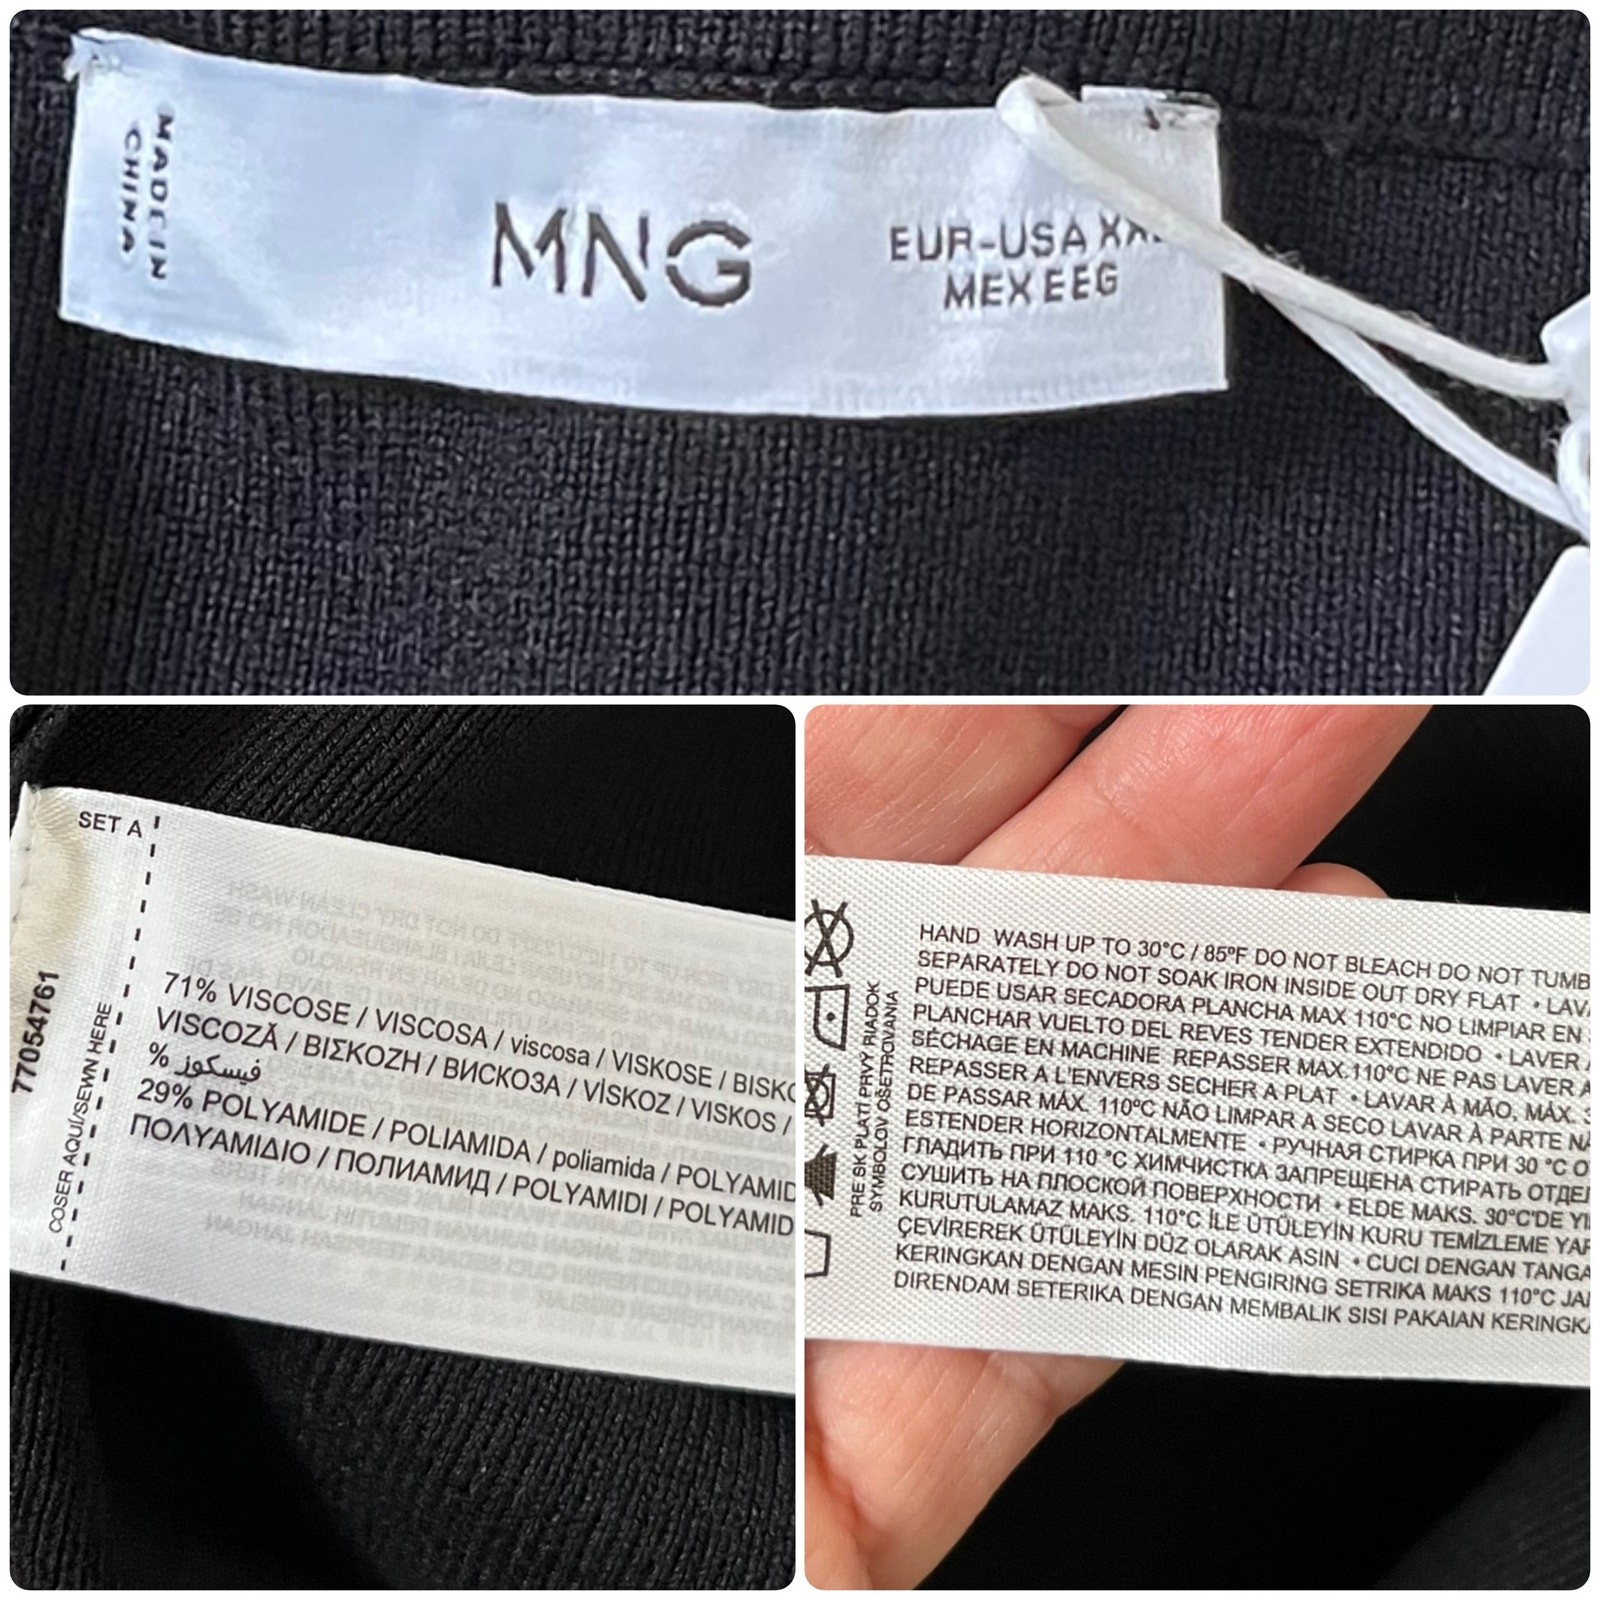 MADE IN
CHINA
MNG
EUR-USA
MEX EEG
SET A
77054761
COSER AQUÍ/SEWN HERE
71% VISCOSE / VISCOSA / viscosa / VISKOSE / BISKO
VISCOZĂ / ΒΙΣΚΟΖΗ / ВИСКОЗА / VİSKOZ / VISKOS /
% فيسكوز
29% POLYAMIDE / POLIAMIDA / poliamida / POLYAMID
ΠΟΛΥΑΜΙΔΙΟ / ПОЛИАМИД / POLYAMIDI / POLYAMID
PRE SK PLATI PRVÝ RIADOK
SYMBOLOV OŠETROVANIA
HAND WASH UP TO 30°C / 85ºF DO NOT BLEACH DO NOT TUMB
SEPARATELY DO NOT SOAK IRON INSIDE OUT DRY FLAT • LAV
PUEDE USAR SECADORA PLANCHA MAX 110°C NO LIMPIAR EN
PLANCHAR VUELTO DEL REVES TENDER EXTENDIDO • LAVER
SÉCHAGE EN MACHINE REPASSER MAX.110°C NE PAS LAVER A
REPASSER A L'ENVERS SECHER A PLAT • LAVAR À MÃO, MÁX. 3
DE PASSAR MÁX. 110ºC NÃO LIMPAR A SECO LAVAR À PARTE NÃ
ESTENDER HORIZONTALMENTE • РУЧНАЯ СТИРКА ПРИ 30 °C О
ГЛАДИТЬ ПРИ 110 °C ХИМЧИСТКА ЗАПРЕЩЕНА СТИРАТЬ ОТДЕЛ
СУШИТЬ НА ПЛОСКОЙ ПОВЕРХНОСТИ • ELDE MAKS. 30°C'DE YI
KURUTULAMAZ MAKS. 110°C İLE ÜTÜLEYİN KURU TEMİZLEME YAP
ÇEVİREREK ÜTÜLEYİN DÜZ OLARAK ASIN • CUCI DENGAN TANGA
KERINGKAN DENGAN MESIN PENGIRING SETRIKA MAKS 110°C JA
DIRENDAM SETERIKA DENGAN MEMBALIK SISI PAKAIAN KERINGKA